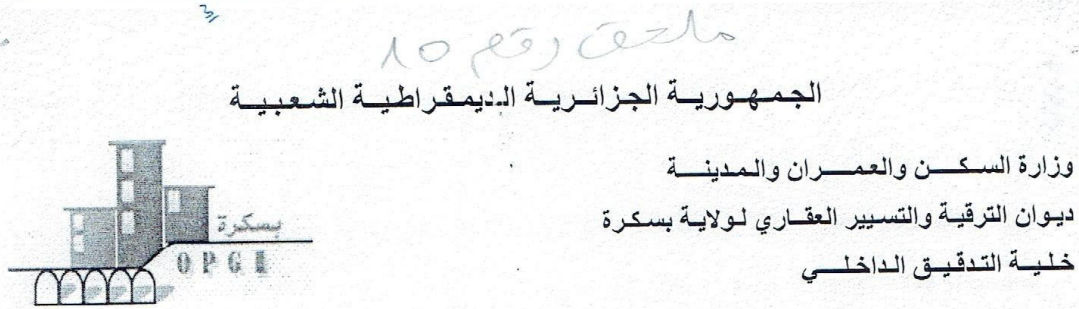 ملحق رقم
الجمهورية الجزائرية الديمقراطية الشعبية
وزارة السكن والعمران والمدينة
ديوان الترقية والتسيير العقاري لولاية بسكرة
خلية التدقيق الداخلي
بسكرة
OPGI